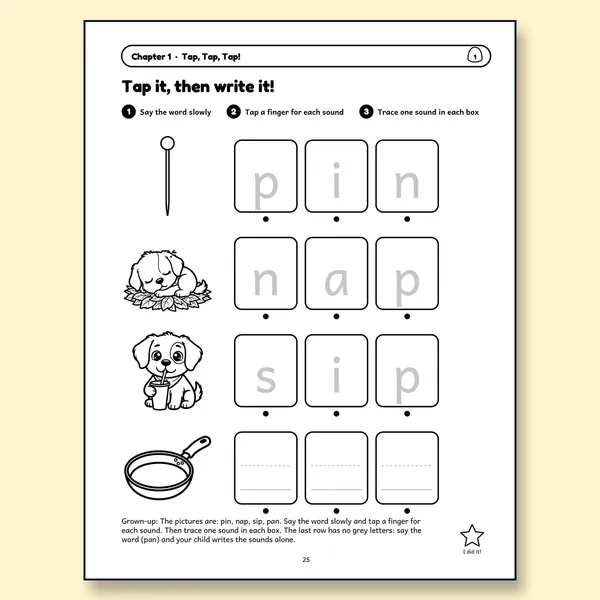 Chapter 1 · Tap, Tap, Tap!
1
Tap it, then write it!
1 Say the word slowly
2 Tap a finger for each sound
3 Trace one sound in each box
p i n
n a p
s i p
Grown-up: The pictures are: pin, nap, sip, pan. Say the word slowly and tap a finger for
each sound. Then trace one sound in each box. The last row has no grey letters: say the
word (pan) and your child writes the sounds alone.
I did it!
25